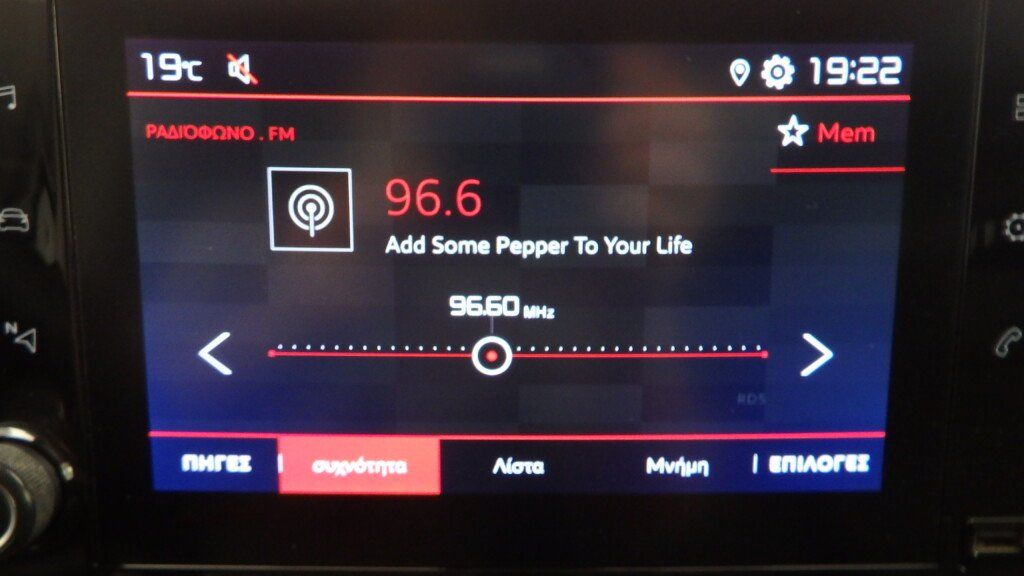 19°C 19:22
ΡΑΔΙΌΦΩΝΟ . FM
Mem
96.6
Add Some Pepper To Your Life
96.60 MHz
RDS
ΠΗΓΕΣ συχνότητα Λίστα Μνήμη ΕΠΙΛΟΓΕΣ
N